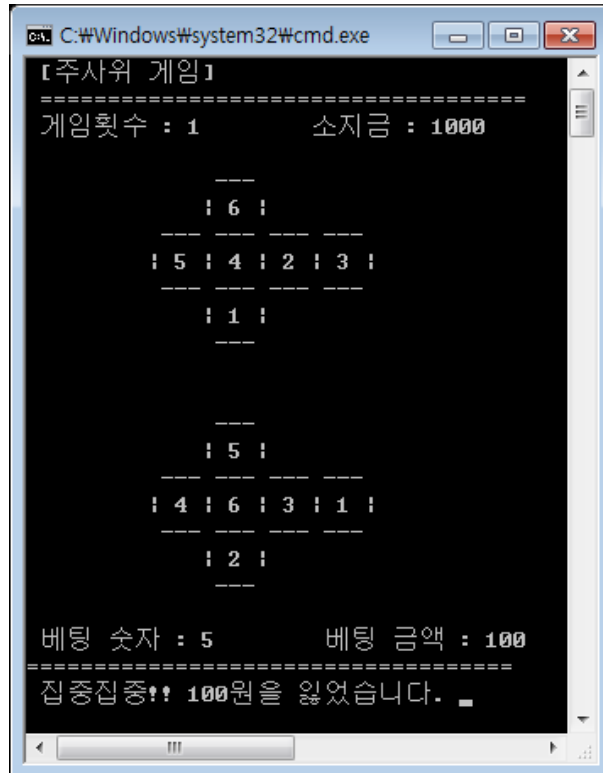 C:\Windows\system32\cmd.exe
[주사위 게임]
====================================
게임횟수 : 1 소지금 : 1000
---
| 6 |
--- --- --- ---
| 5 | 4 | 2 | 3 |
--- --- --- ---
| 1 |
---
---
| 5 |
--- --- --- ---
| 4 | 6 | 3 | 1 |
--- --- --- ---
| 2 |
---
베팅 숫자 : 5 베팅 금액 : 100
====================================
집중집중!! 100원을 잃었습니다. _